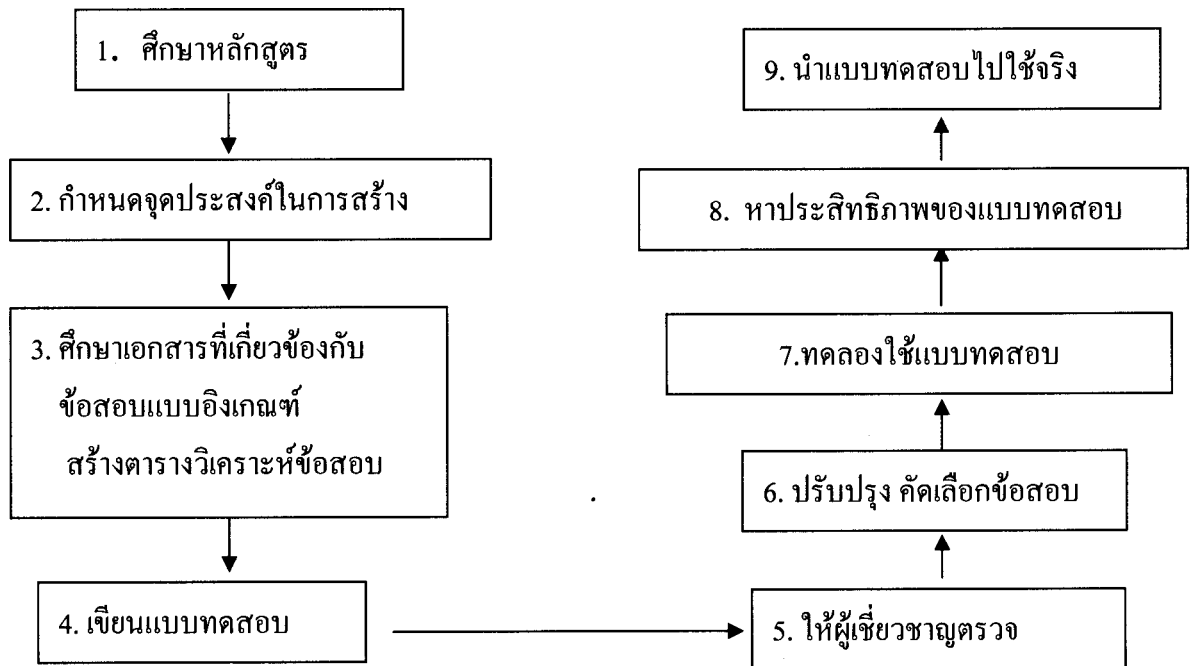 1. ศึกษาหลักสูตร
2. กำหนดจุดประสงค์ในการสร้าง
3. ศึกษาเอกสารที่เกี่ยวข้องกับ
ข้อสอบแบบอิงเกณฑ์
สร้างตารางวิเคราะห์ข้อสอบ
4. เขียนแบบทดสอบ
5. ให้ผู้เชี่ยวชาญตรวจ
6. ปรับปรุง คัดเลือกข้อสอบ
7.ทดลองใช้แบบทดสอบ
8. หาประสิทธิภาพของแบบทดสอบ
9. นำแบบทดสอบไปใช้จริง